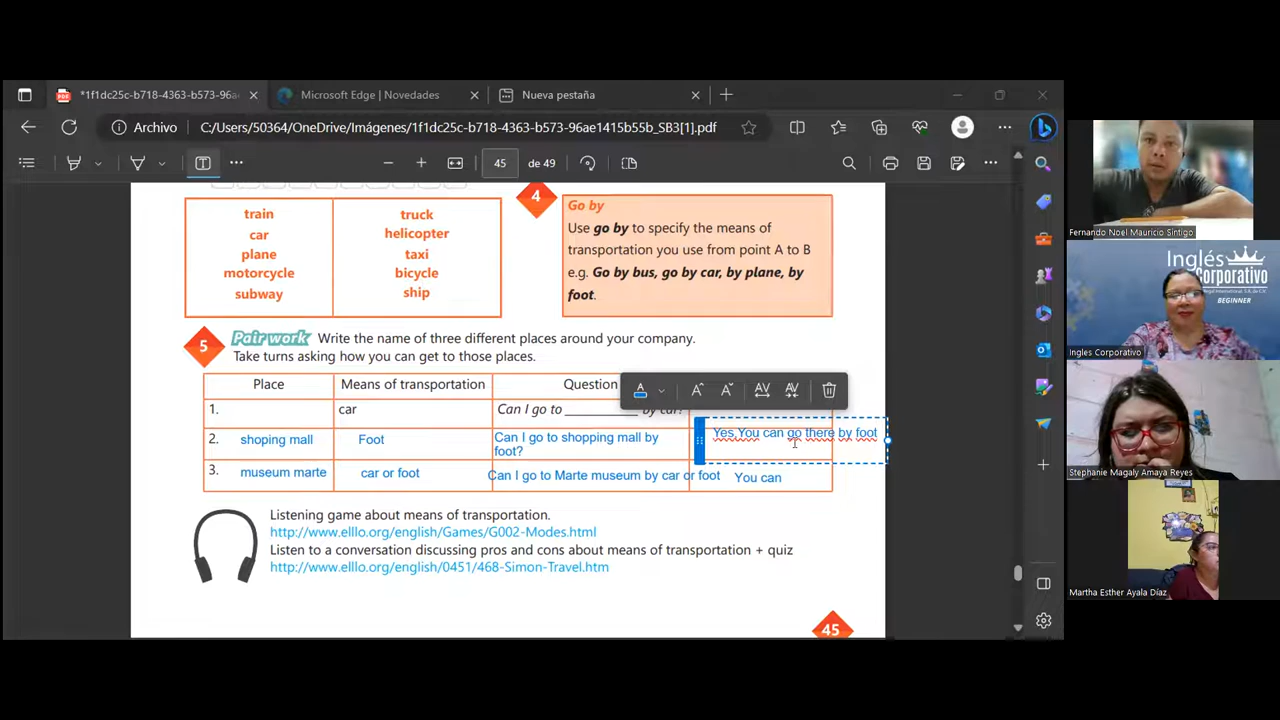 *1f1dc25c-b718-4363-b573-96ae
Microsoft Edge | Novedades
Nueva pestaña
Archivo
C:/Users/50364/OneDrive/Imágenes/1f1dc25c-b718-4363-b573-96ae1415b55b_SB3[1].pdf
45 de 49
train
car
plane
motorcycle
subway
truck
helicopter
taxi
bicycle
ship
4
Go by
Use go by to specify the means of
transportation you use from point A to B
e.g. Go by bus, go by car, by plane, by
foot.
5
Pair work Write the name of three different places around your company.
Take turns asking how you can get to those places.
Place Means of transportation Question
1. car Can I go to __________ by car?
2. shoping mall Foot Can I go to shopping mall by
foot?
Yes,You can go there by foot
3. museum marte car or foot Can I go to Marte museum by car or foot You can
Listening game about means of transportation.
http://www.elllo.org/english/Games/G002-Modes.html
Listen to a conversation discussing pros and cons about means of transportation + quiz
http://www.elllo.org/english/0451/468-Simon-Travel.htm
45
Fernando Noel Mauricio Sintigo
Inglés
Corporativo
BEGINNER
Ingles Corporativo
Stephanie Magaly Amaya Reyes
Martha Esther Ayala Díaz